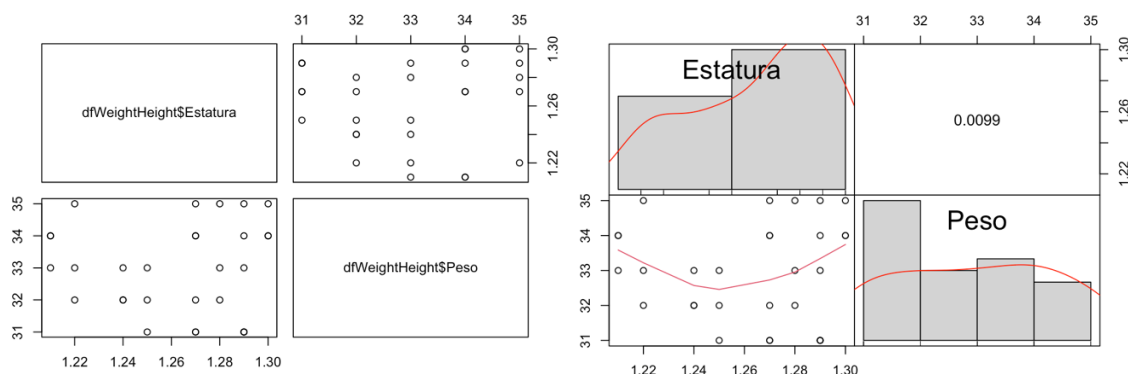 31 32 33 34 35
dfWeightHeight$Estatura
1.22 1.26 1.30
31 32 33 34 35
dfWeightHeight$Peso
1.22 1.24 1.26 1.28 1.30
31 32 33 34 35
Estatura
0.0099
1.22 1.26 1.30
31 32 33 34 35
Peso
1.22 1.24 1.26 1.28 1.30